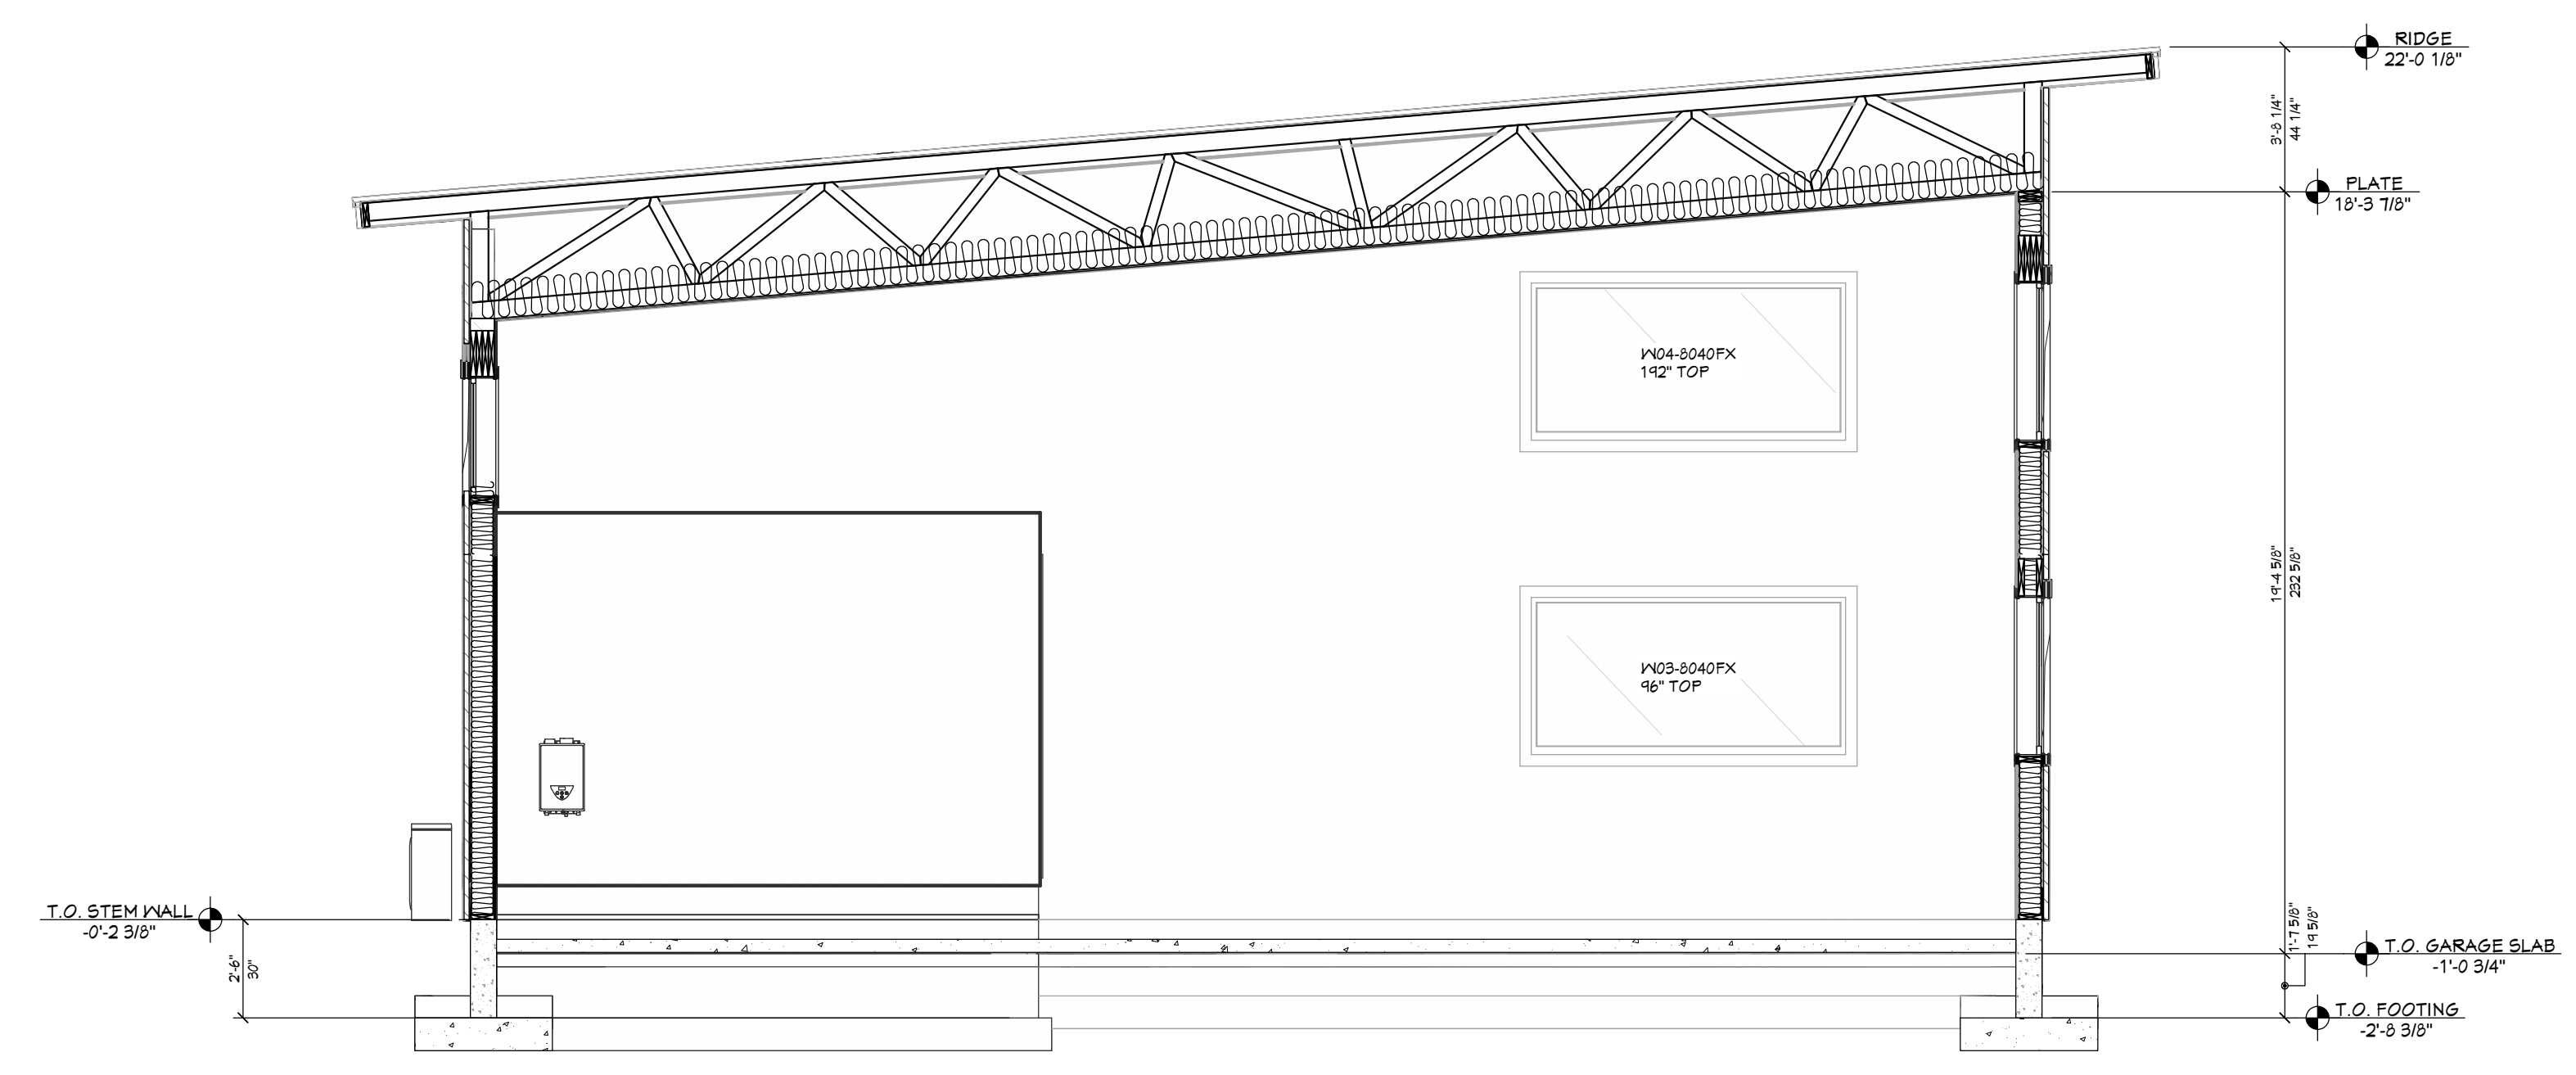 RIDGE
22'-0 1/8"
3'-8 1/4"
44 1/4"
PLATE
18'-3 7/8"
W04-8040FX
192" TOP
19'-4 5/8"
232 5/8"
W03-8040FX
96" TOP
T.O. STEM WALL
-0'-2 3/8"
2'-6"
30"
1'-7 5/8"
19 5/8"
T.O. GARAGE SLAB
-1'-0 3/4"
T.O. FOOTING
-2'-8 3/8"